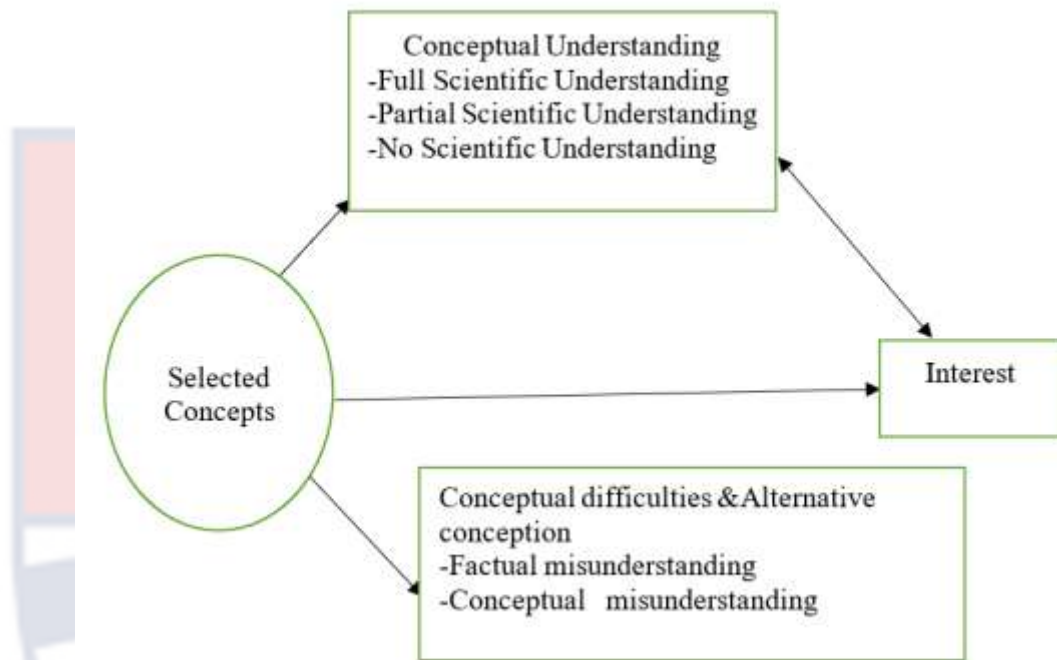 Conceptual Understanding
-Full Scientific Understanding
-Partial Scientific Understanding
-No Scientific Understanding
Selected
Concepts
Interest
Conceptual difficulties &Alternative
conception
-Factual misunderstanding
-Conceptual misunderstanding